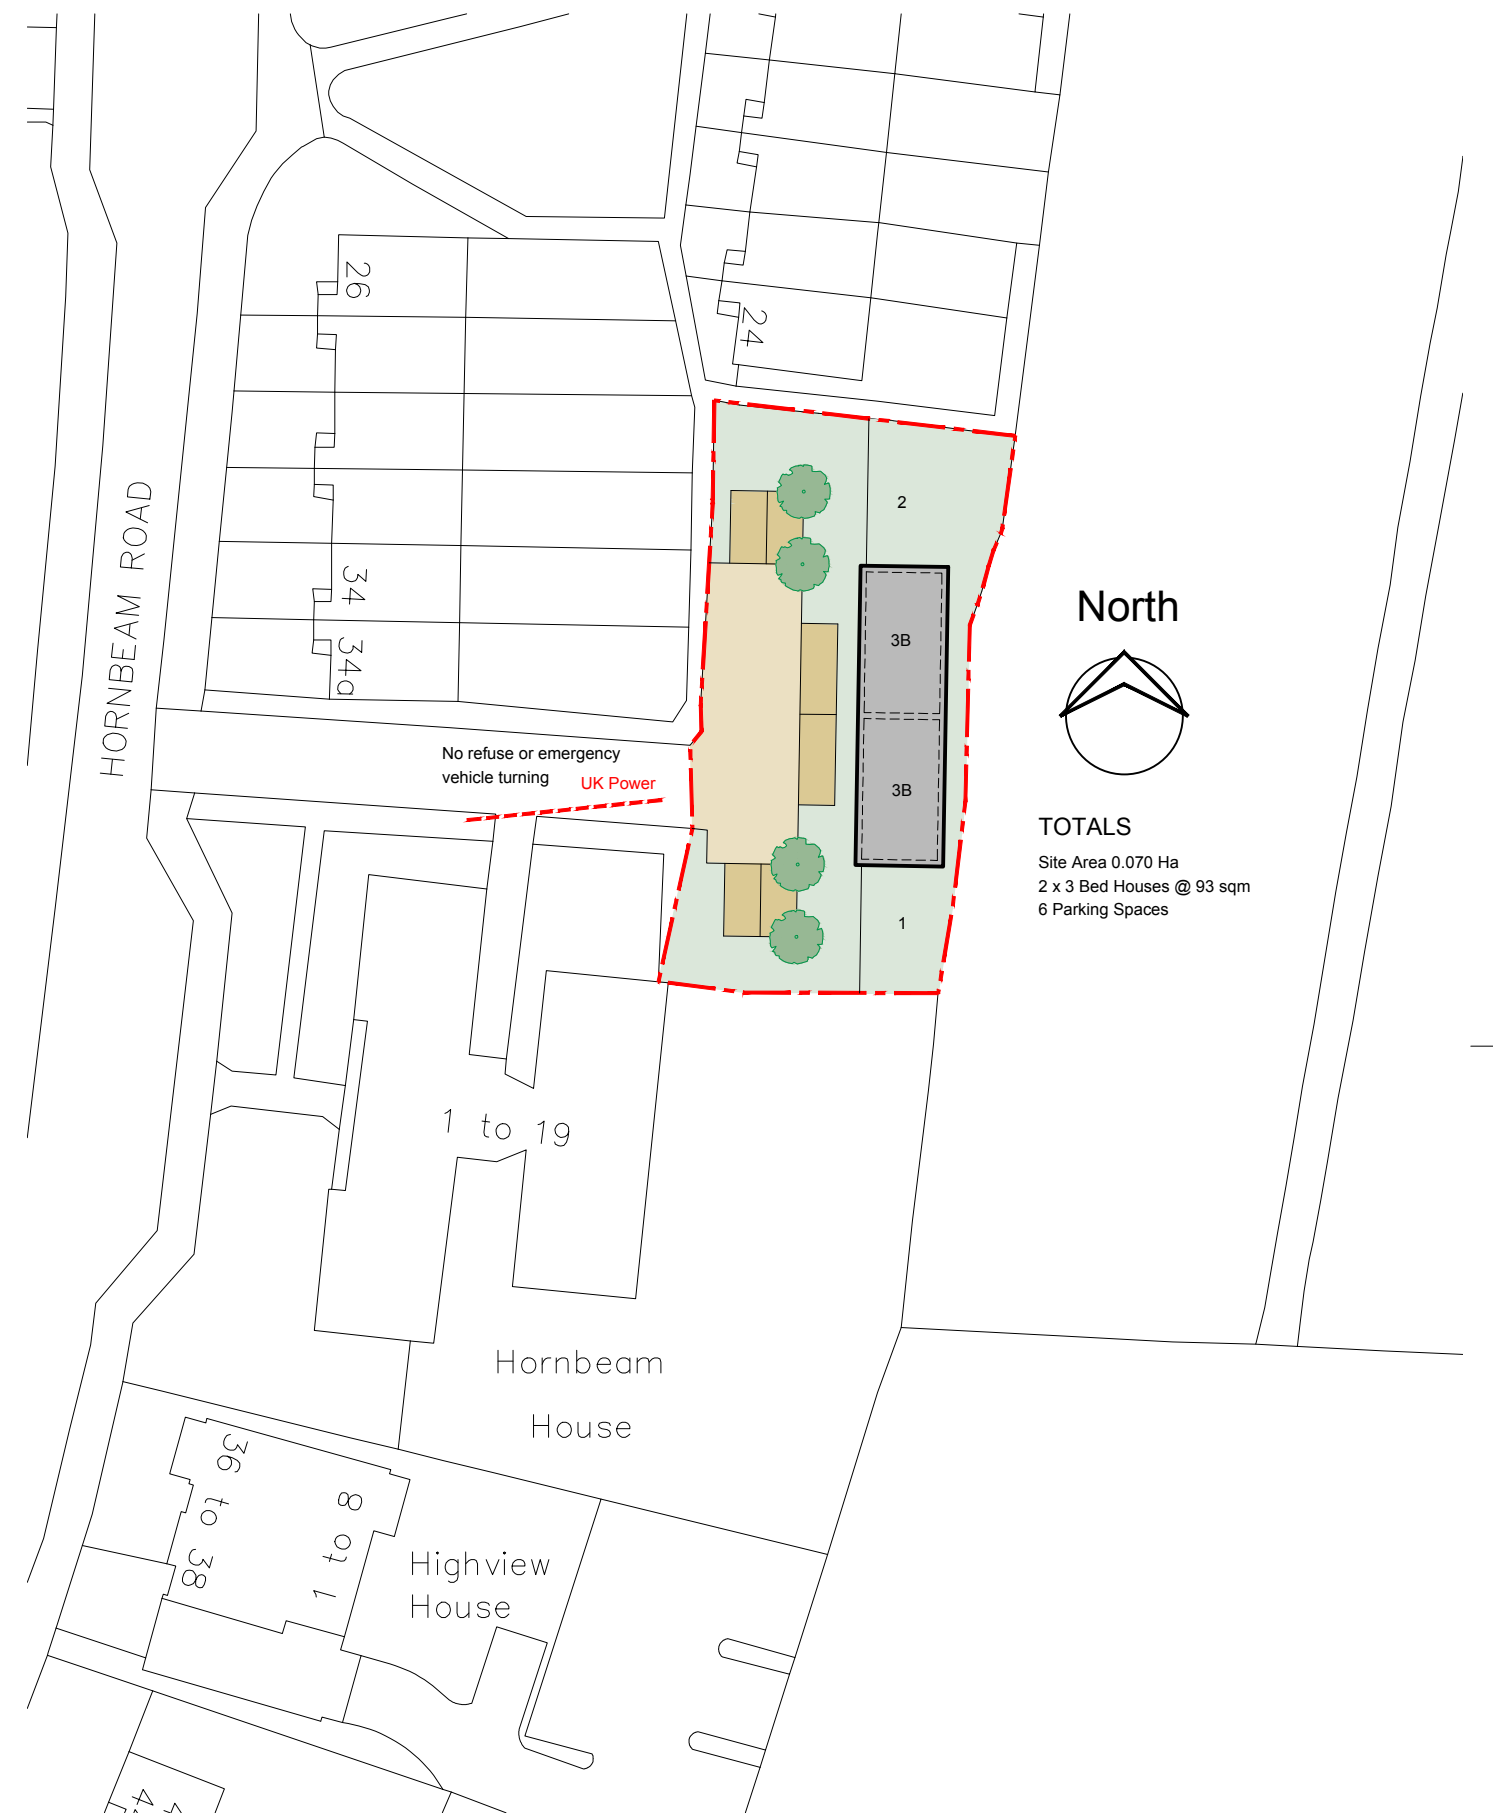 26
24
HORNBEAM ROAD
34
34a
2
3B
3B
1
North
No refuse or emergency
vehicle turning
UK Power
TOTALS
Site Area 0.070 Ha
2 x 3 Bed Houses @ 93 sqm
6 Parking Spaces
1 to 19
Hornbeam
House
36 to 38
1 to 8
Highview
House